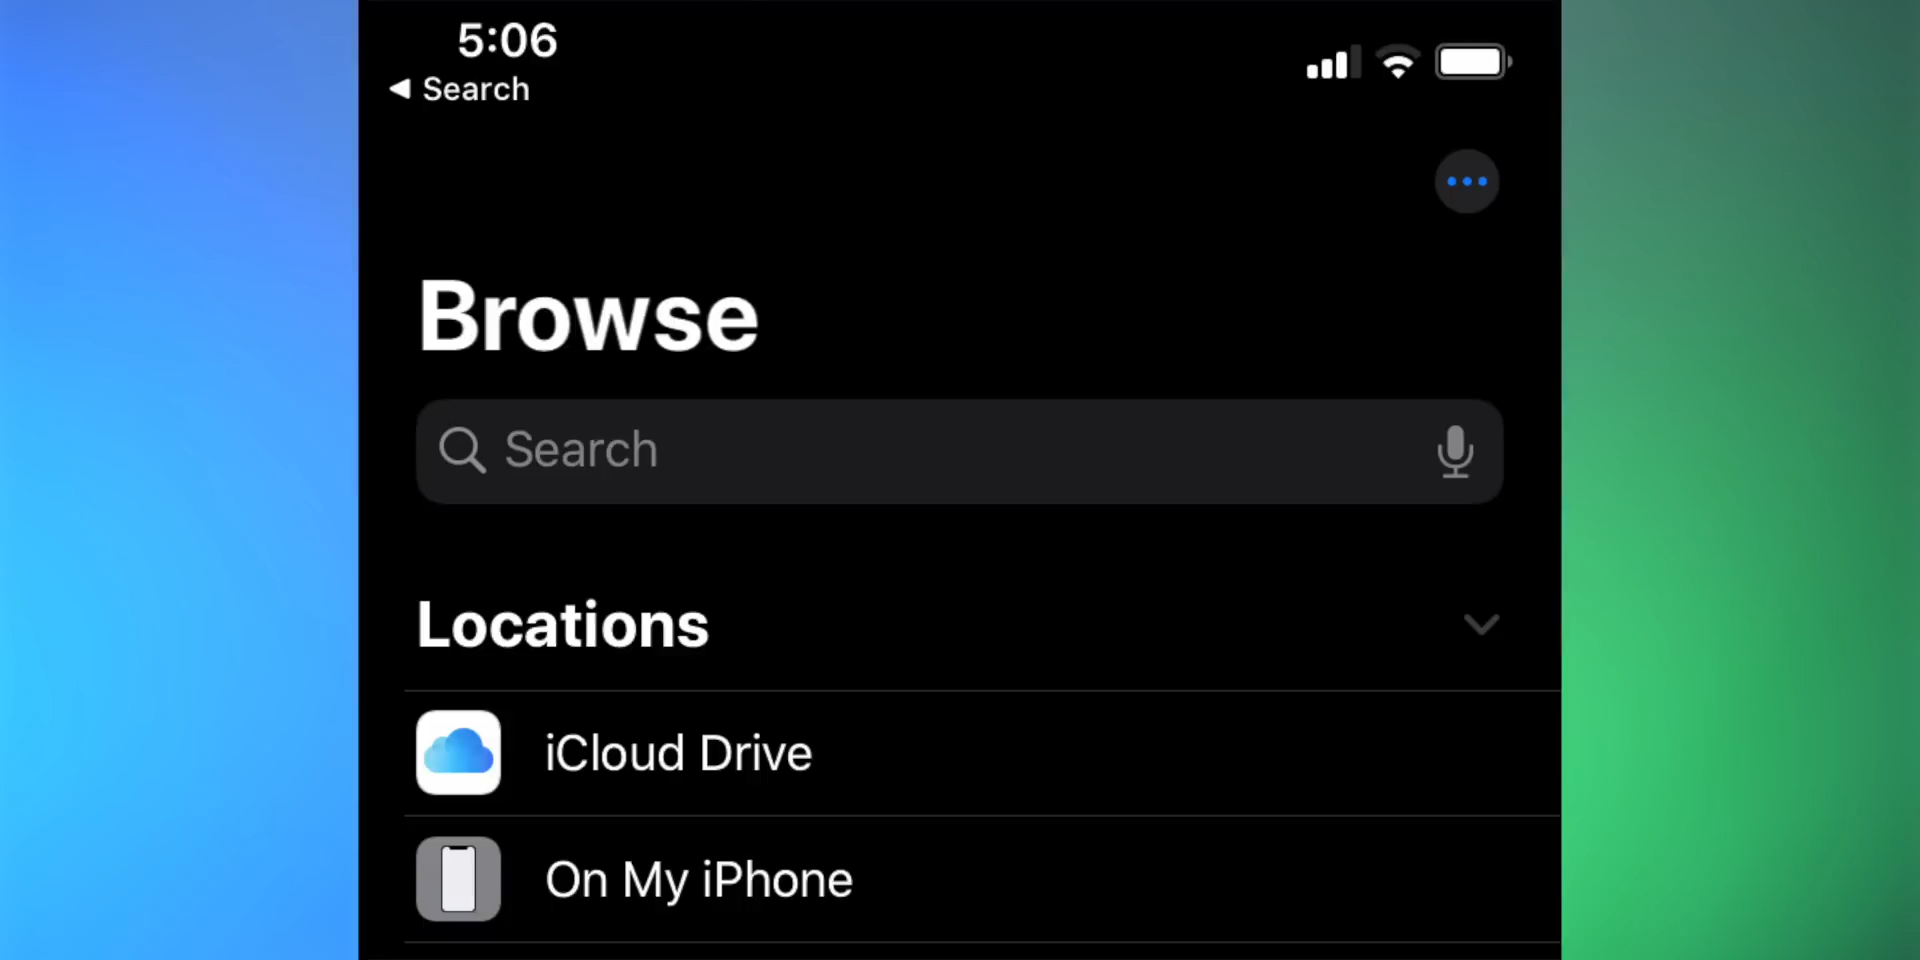 5:06
Search
Browse
Search
Locations
iCloud Drive
On My iPhone